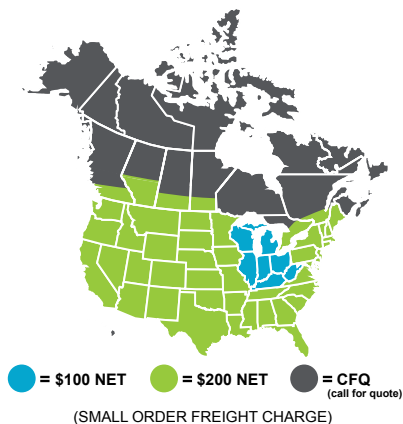 = $100 NET = $200 NET = CFQ
(call for quote)
(SMALL ORDER FREIGHT CHARGE)